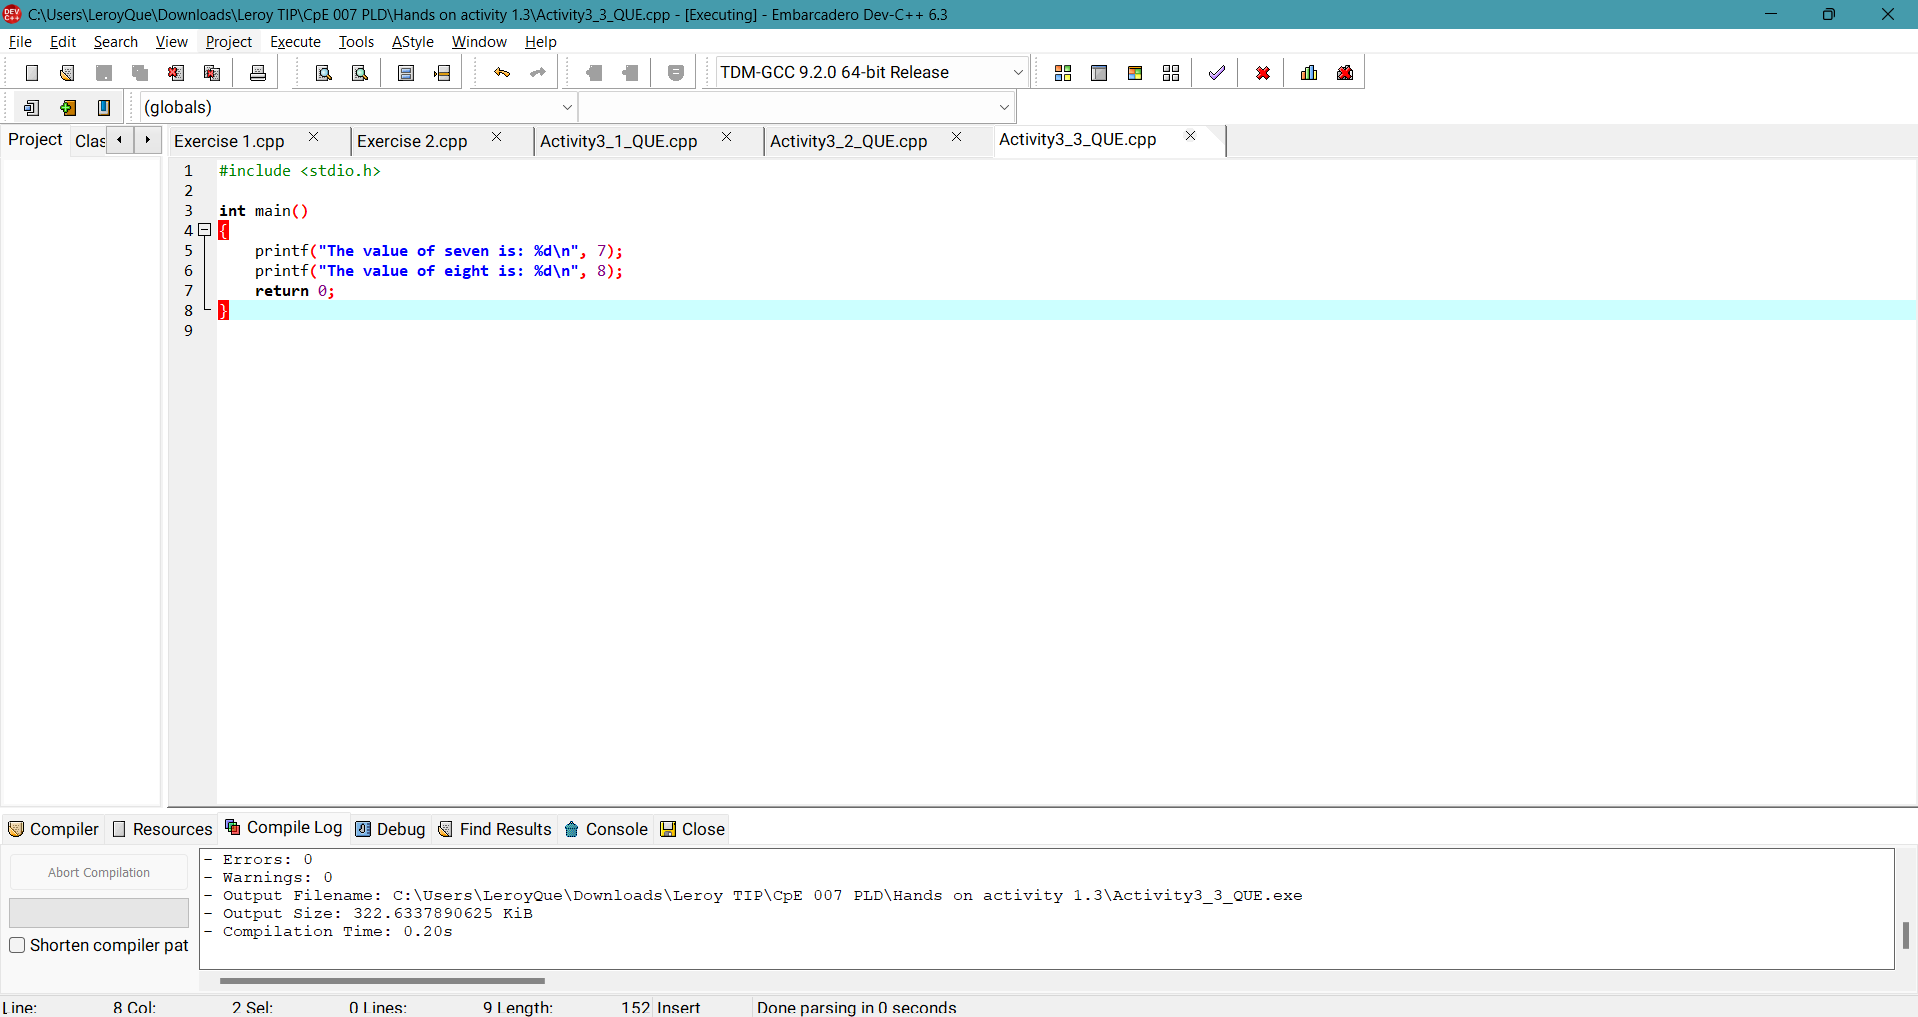 C:\Users\LeroyQue\Downloads\Leroy TIP\CpE 007 PLD\Hands on activity 1.3\Activity3_3_QUE.cpp - [Executing] - Embarcadero Dev-C++ 6.3
File Edit Search View Project Execute Tools AStyle Window Help
TDM-GCC 9.2.0 64-bit Release
(globals)
Project Clas Exercise 1.cpp Exercise 2.cpp Activity3_1_QUE.cpp Activity3_2_QUE.cpp Activity3_3_QUE.cpp
1 #include <stdio.h>
2
3 int main()
4 {
5 printf("The value of seven is: %d\n", 7);
6 printf("The value of eight is: %d\n", 8);
7 return 0;
8 }
9
Compiler Resources Compile Log Debug Find Results Console Close
Abort Compilation
Shorten compiler pat
- Errors: 0
- Warnings: 0
- Output Filename: C:\Users\LeroyQue\Downloads\Leroy TIP\CpE 007 PLD\Hands on activity 1.3\Activity3_3_QUE.exe
- Output Size: 322.6337890625 KiB
- Compilation Time: 0.20s
Line: 8 Col: 2 Sel: 0 Lines: 9 Length: 152 Insert Done parsing in 0 seconds